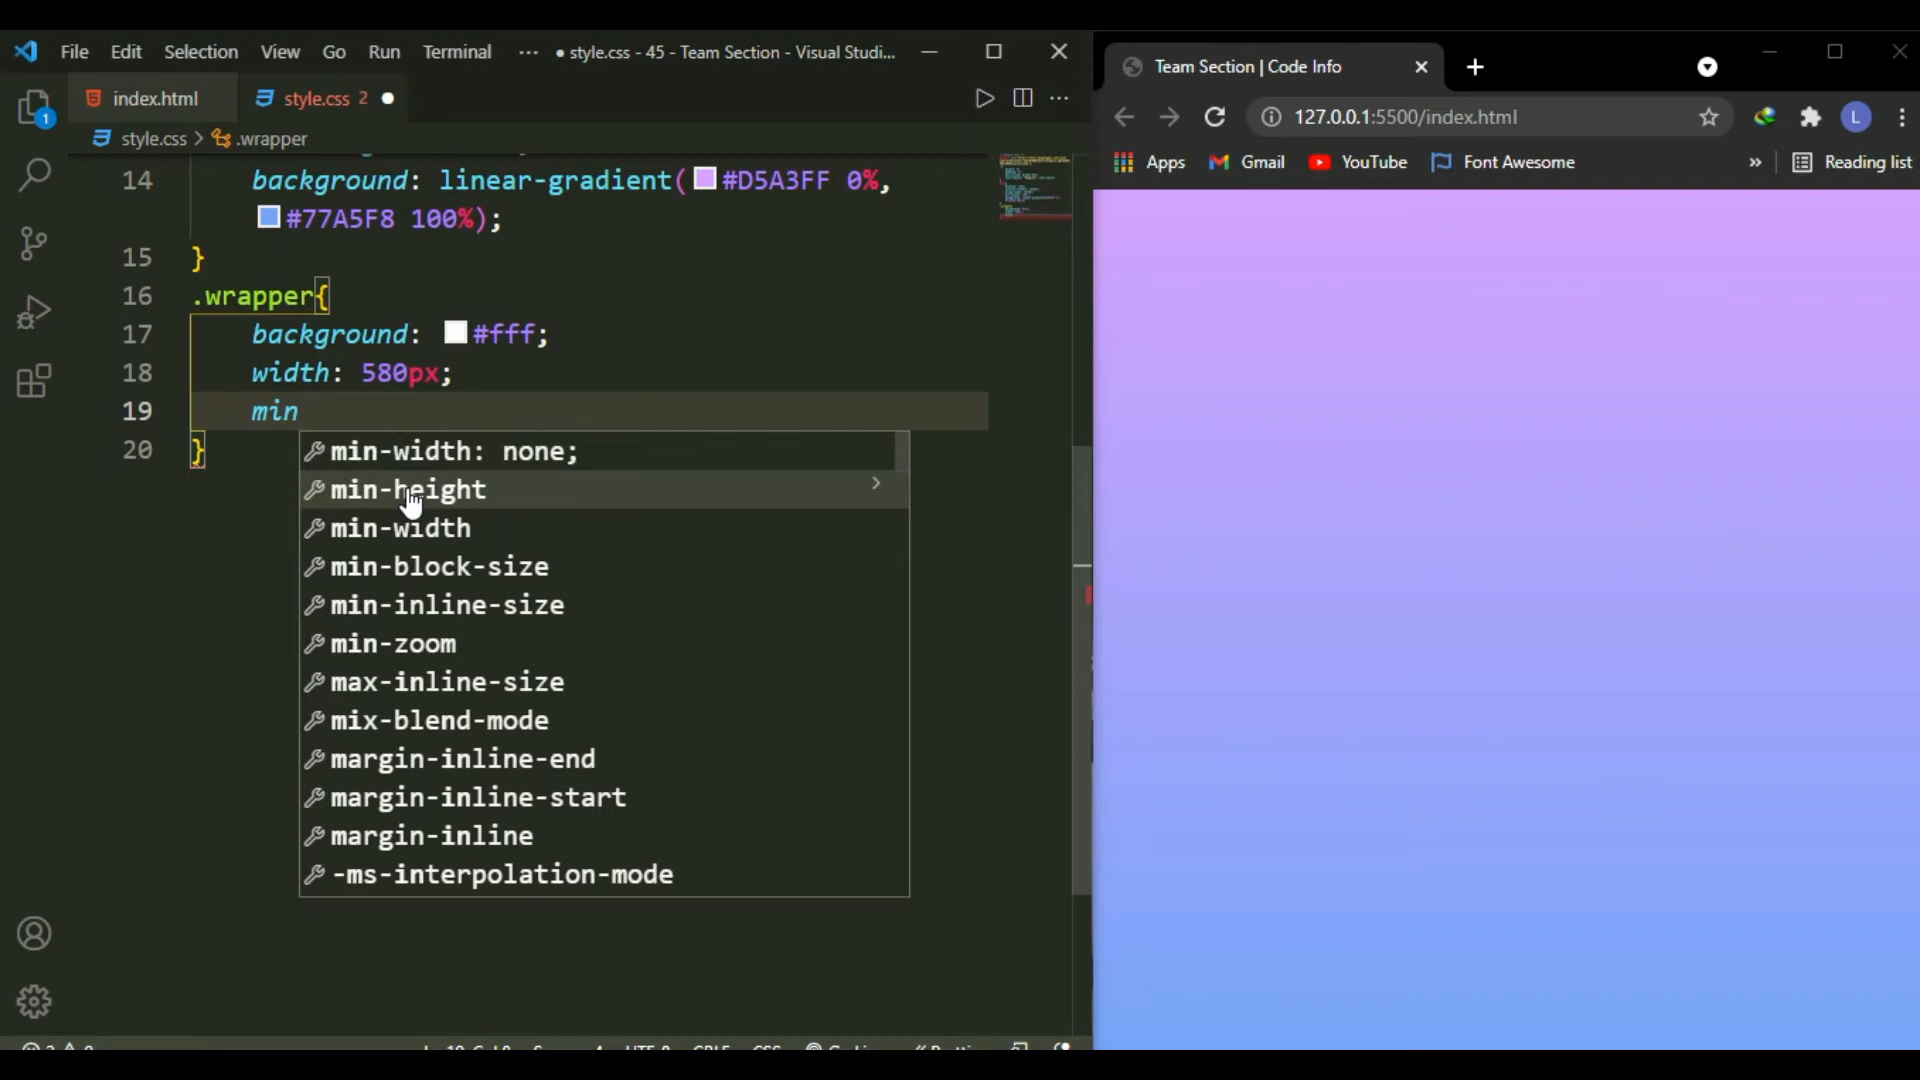 File Edit Selection View Go Run Terminal ··· ● style.css - 45 - Team Section - Visual Studi...
index.html style.css 2
style.css > .wrapper
14 background: linear-gradient(#D5A3FF 0%,
#77A5F8 100%);
15 }
16 .wrapper{
17 background: #fff;
18 width: 580px;
19 min
20 }
min-width: none;
min-height
min-width
min-block-size
min-inline-size
min-zoom
max-inline-size
mix-blend-mode
margin-inline-end
margin-inline-start
margin-inline
-ms-interpolation-mode
1
Team Section | Code Info
127.0.0.1:5500/index.html
L
Apps Gmail YouTube Font Awesome » Reading list